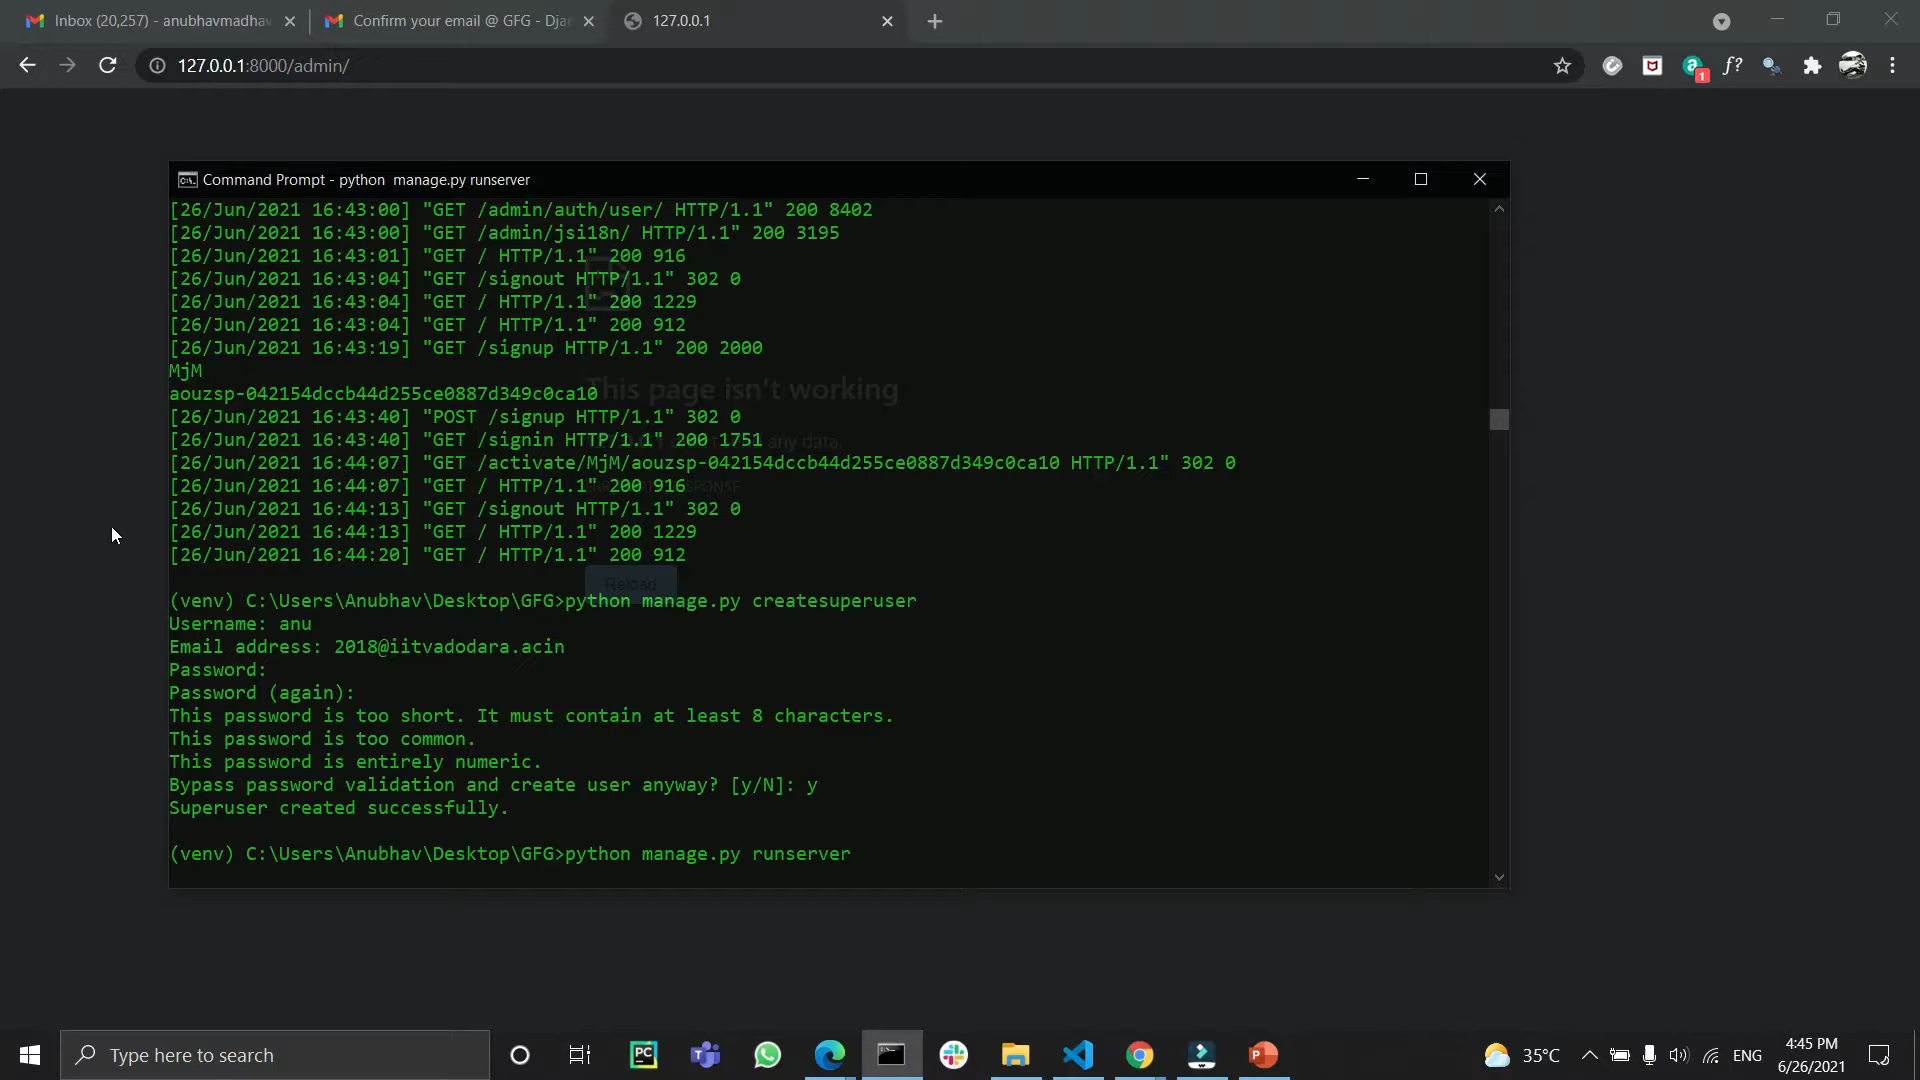 Inbox (20,257) - anubhavmadhav
Confirm your email @ GFG - Dja
127.0.0.1
127.0.0.1:8000/admin/
1
f?
Command Prompt - python  manage.py runserver
[26/Jun/2021 16:43:00] "GET /admin/auth/user/ HTTP/1.1" 200 8402
[26/Jun/2021 16:43:00] "GET /admin/jsi18n/ HTTP/1.1" 200 3195
[26/Jun/2021 16:43:01] "GET / HTTP/1.1" 200 916
[26/Jun/2021 16:43:04] "GET /signout HTTP/1.1" 302 0
[26/Jun/2021 16:43:04] "GET / HTTP/1.1" 200 1229
[26/Jun/2021 16:43:04] "GET / HTTP/1.1" 200 912
[26/Jun/2021 16:43:19] "GET /signup HTTP/1.1" 200 2000
MjM
This page isn't working
aouzsp-042154dccb44d255ce0887d349c0ca10
[26/Jun/2021 16:43:40] "POST /signup HTTP/1.1" 302 0
[26/Jun/2021 16:43:40] "GET /signin HTTP/1.1" 200 1751
any data.
[26/Jun/2021 16:44:07] "GET /activate/MjM/aouzsp-042154dccb44d255ce0887d349c0ca10 HTTP/1.1" 302 0
[26/Jun/2021 16:44:07] "GET / HTTP/1.1" 200 916
[26/Jun/2021 16:44:13] "GET /signout HTTP/1.1" 302 0
[26/Jun/2021 16:44:13] "GET / HTTP/1.1" 200 1229
[26/Jun/2021 16:44:20] "GET / HTTP/1.1" 200 912
Reload
(venv) C:\Users\Anubhav\Desktop\GFG>python manage.py createsuperuser
Username: anu
Email address: 2018@iitvadodara.acin
Password:
Password (again):
This password is too short. It must contain at least 8 characters.
This password is too common.
This password is entirely numeric.
Bypass password validation and create user anyway? [y/N]: y
Superuser created successfully.
(venv) C:\Users\Anubhav\Desktop\GFG>python manage.py runserver
Type here to search
35°C
ENG
4:45 PM
6/26/2021